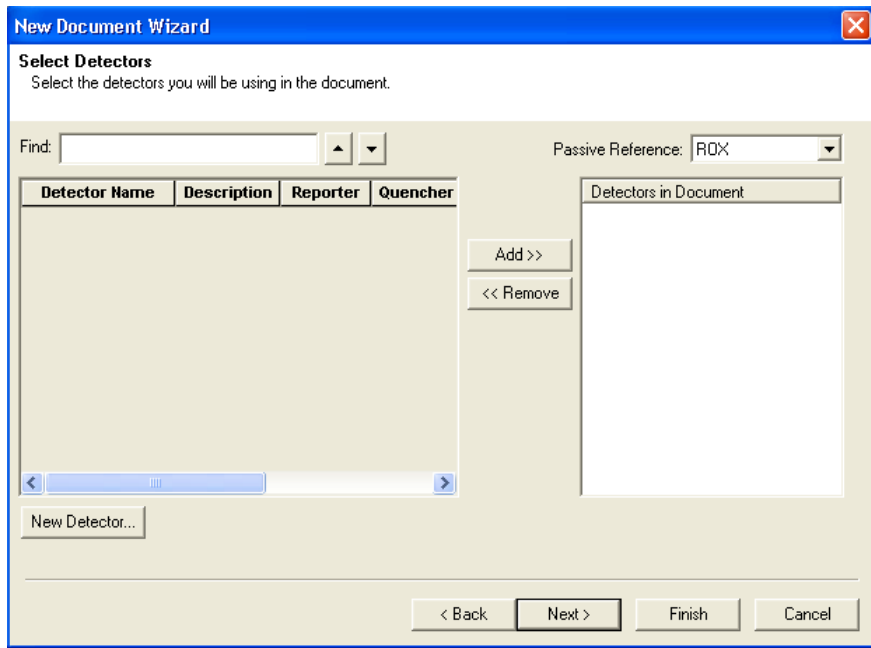 New Document Wizard
Select Detectors
Select the detectors you will be using in the document.
Find:
Passive Reference: ROX
Detector Name Description Reporter Quencher
Detectors in Document
Add >>
<< Remove
New Detector...
< Back Next > Finish Cancel